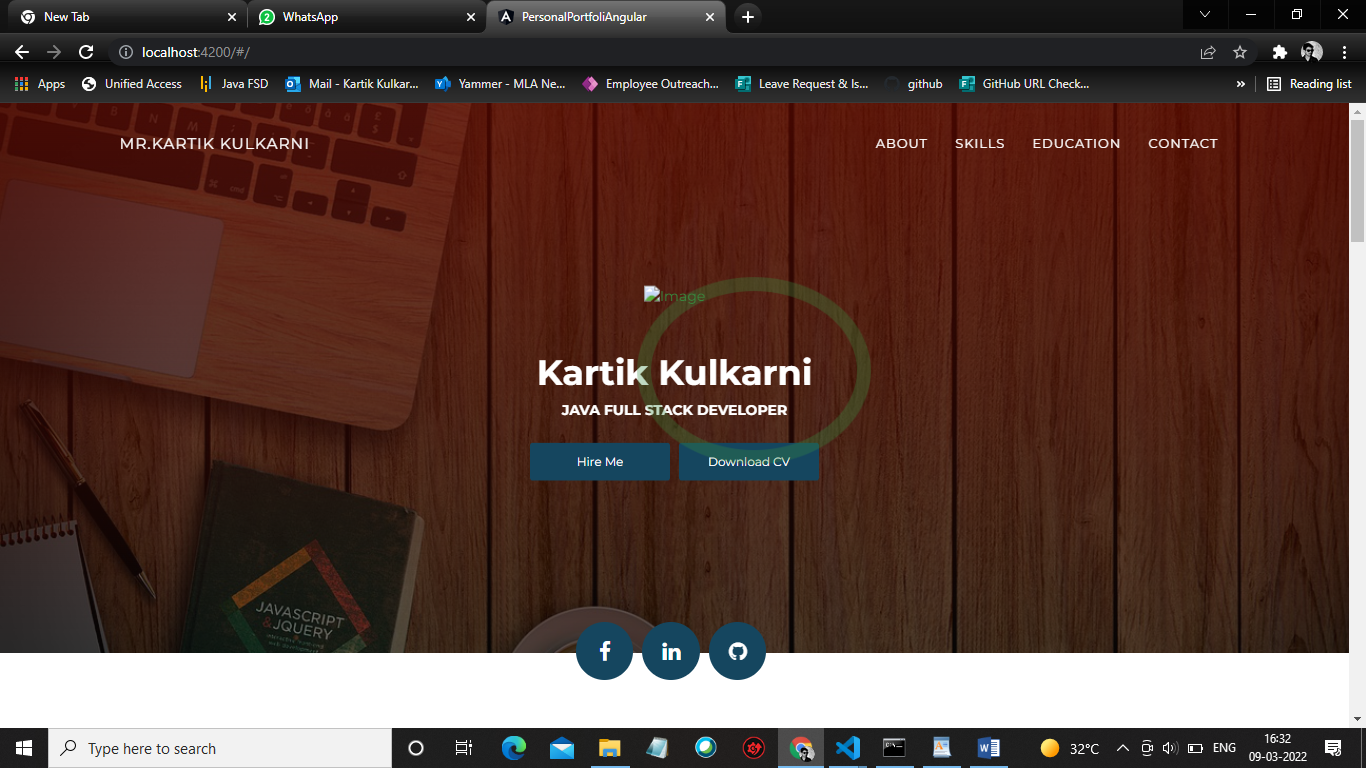 New Tab
2 WhatsApp
PersonalPortfoliAngular
localhost:4200/#/
Apps
Unified Access
Java FSD
Mail - Kartik Kulkar...
Yammer - MLA Ne...
Employee Outreach...
Leave Request & Is...
github
GitHub URL Check...
»
Reading list
MR.KARTIK KULKARNI
ABOUT SKILLS EDUCATION CONTACT
Image
Kartik Kulkarni
JAVA FULL STACK DEVELOPER
Hire Me
Download CV
JAVASCRIPT
&JQUERY
f in
Type here to search
32°C
ENG
16:32
09-03-2022